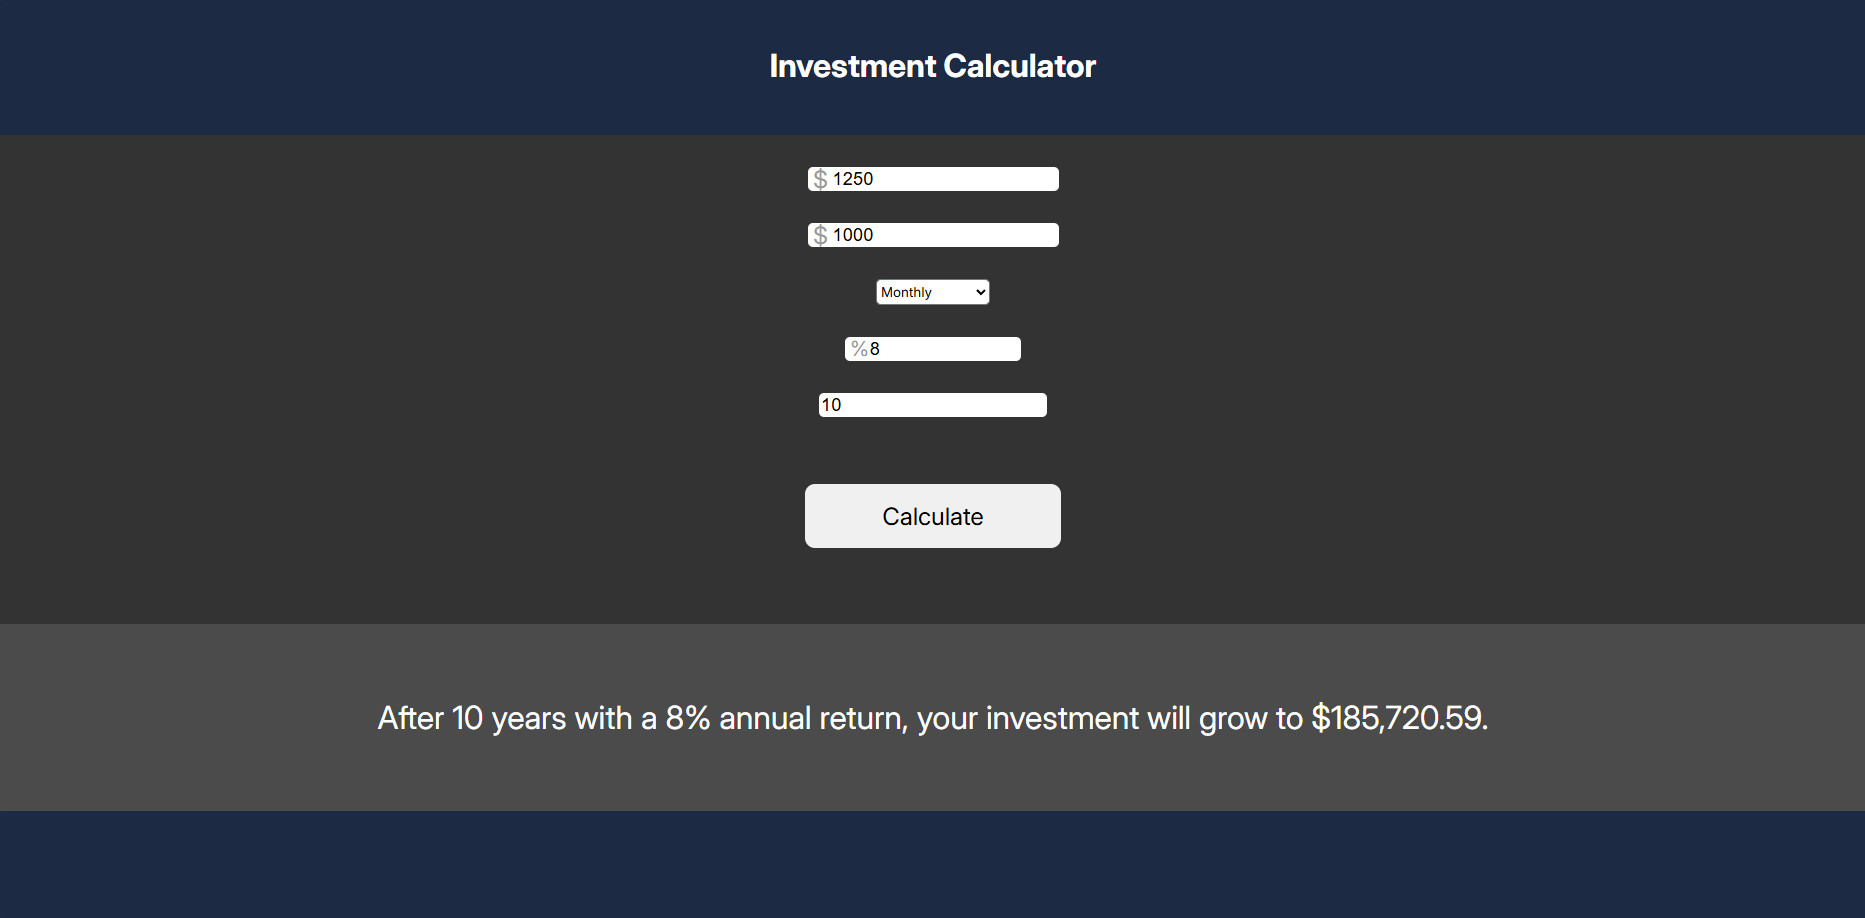 Investment Calculator
$ 1250
$ 1000
Monthly
%8
10
Calculate
After 10 years with a 8% annual return, your investment will grow to $185,720.59.